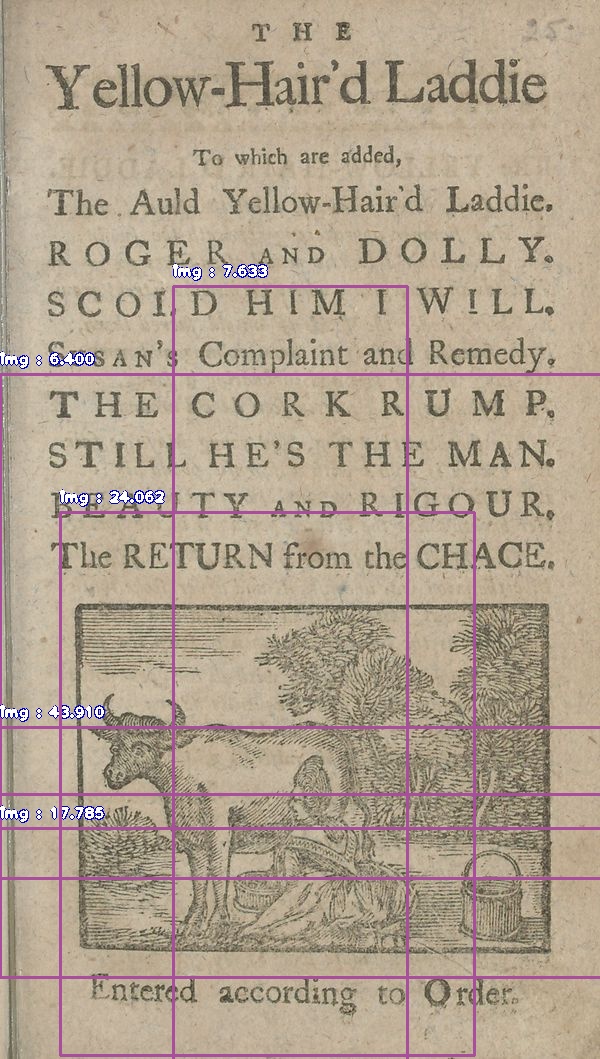 THE
Yellow-Hair'd Laddie
To which are added,
The Auld Yellow-Hair'd Laddie.
ROGER AND DOLLY.
Img : 7.633
SCOLD HIM I WILL.
SUSAN'S Complaint and Remedy.
Img : 6.400
THE CORK RUMP.
STILL HE'S THE MAN.
Img : 24.062
BEAUTY AND RIGOUR.
The RETURN from the CHACE.
Img : 43.910
Img : 17.785
Entered according to Order.